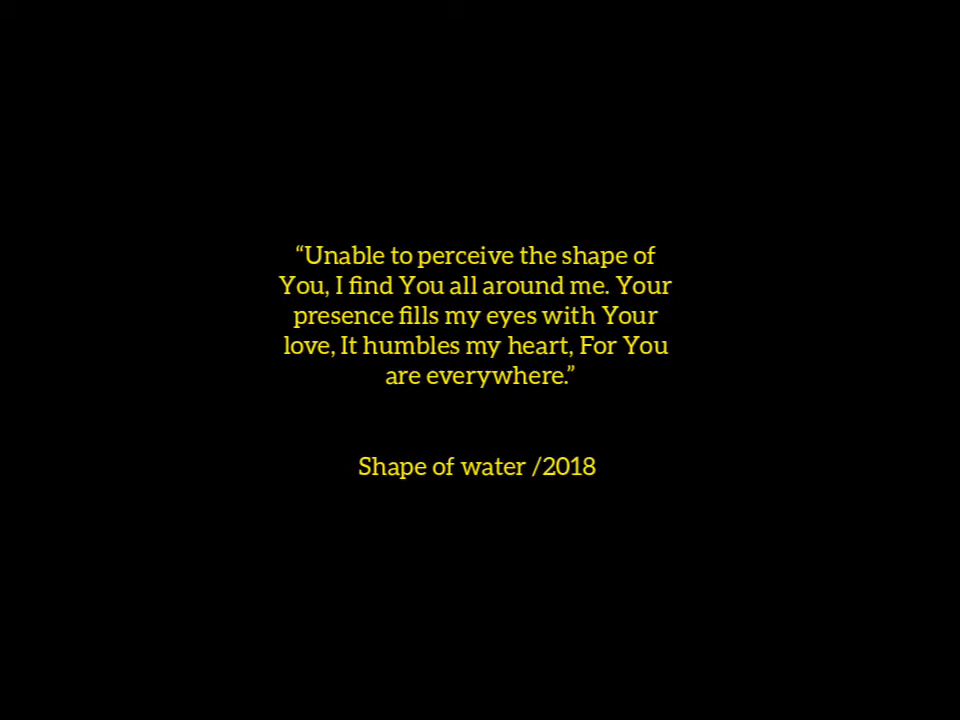 “Unable to perceive the shape of
You, I find You all around me. Your
presence fills my eyes with Your
love, It humbles my heart, For You
are everywhere.”
Shape of water /2018